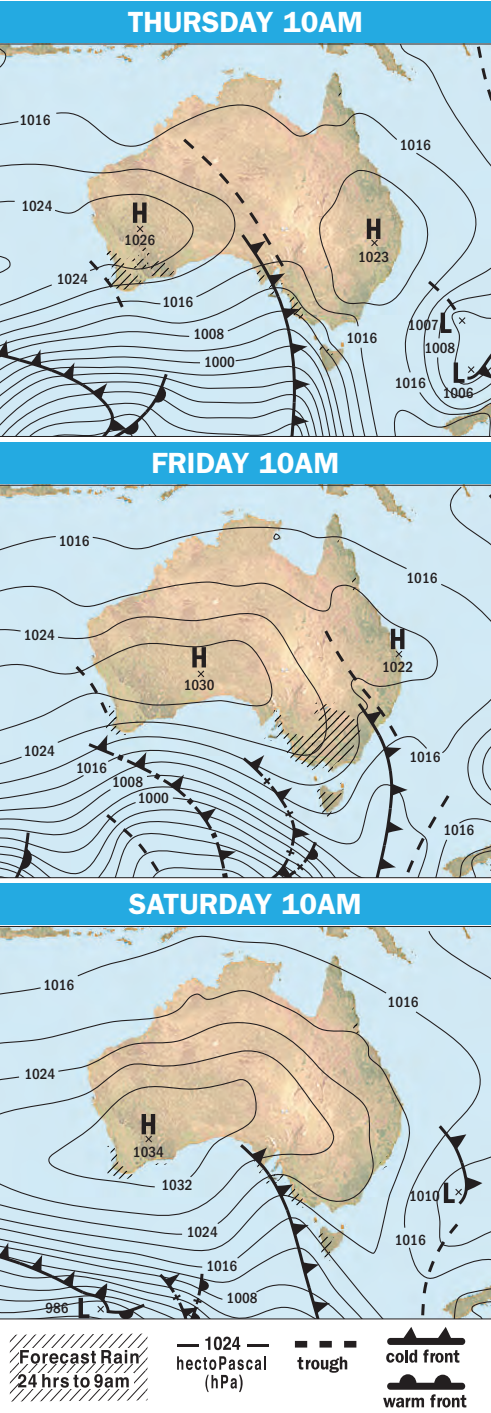 THURSDAY 10AM
1016
1016
1024
H
1026
H
1023
1024
1016
1007 L
1008
1008
1016
1000
L
1016
1006
FRIDAY 10AM
1016
1016
1024
H
1030
H
1022
1024
1016
1016
1008
1000
1016
SATURDAY 10AM
1016
1016
1024
H
1034
1032
1010 L
1024
1016
1016
1008
986 L
Forecast Rain
24 hrs to 9am
1024
hectoPascal
(hPa)
trough
cold front
warm front